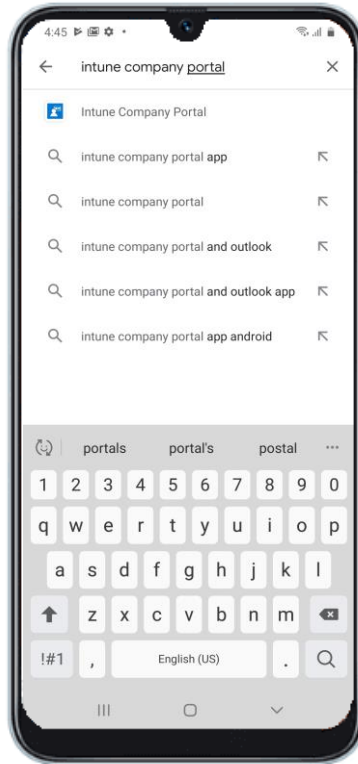 4:45
intune company portal
Intune Company Portal
intune company portal app
intune company portal
intune company portal and outlook
intune company portal and outlook app
intune company portal app android
portals portal's postal
1 2 3 4 5 6 7 8 9 0
q w e r t y u i o p
a s d f g h j k l
z x c v b n m
!#1 , English (US) .